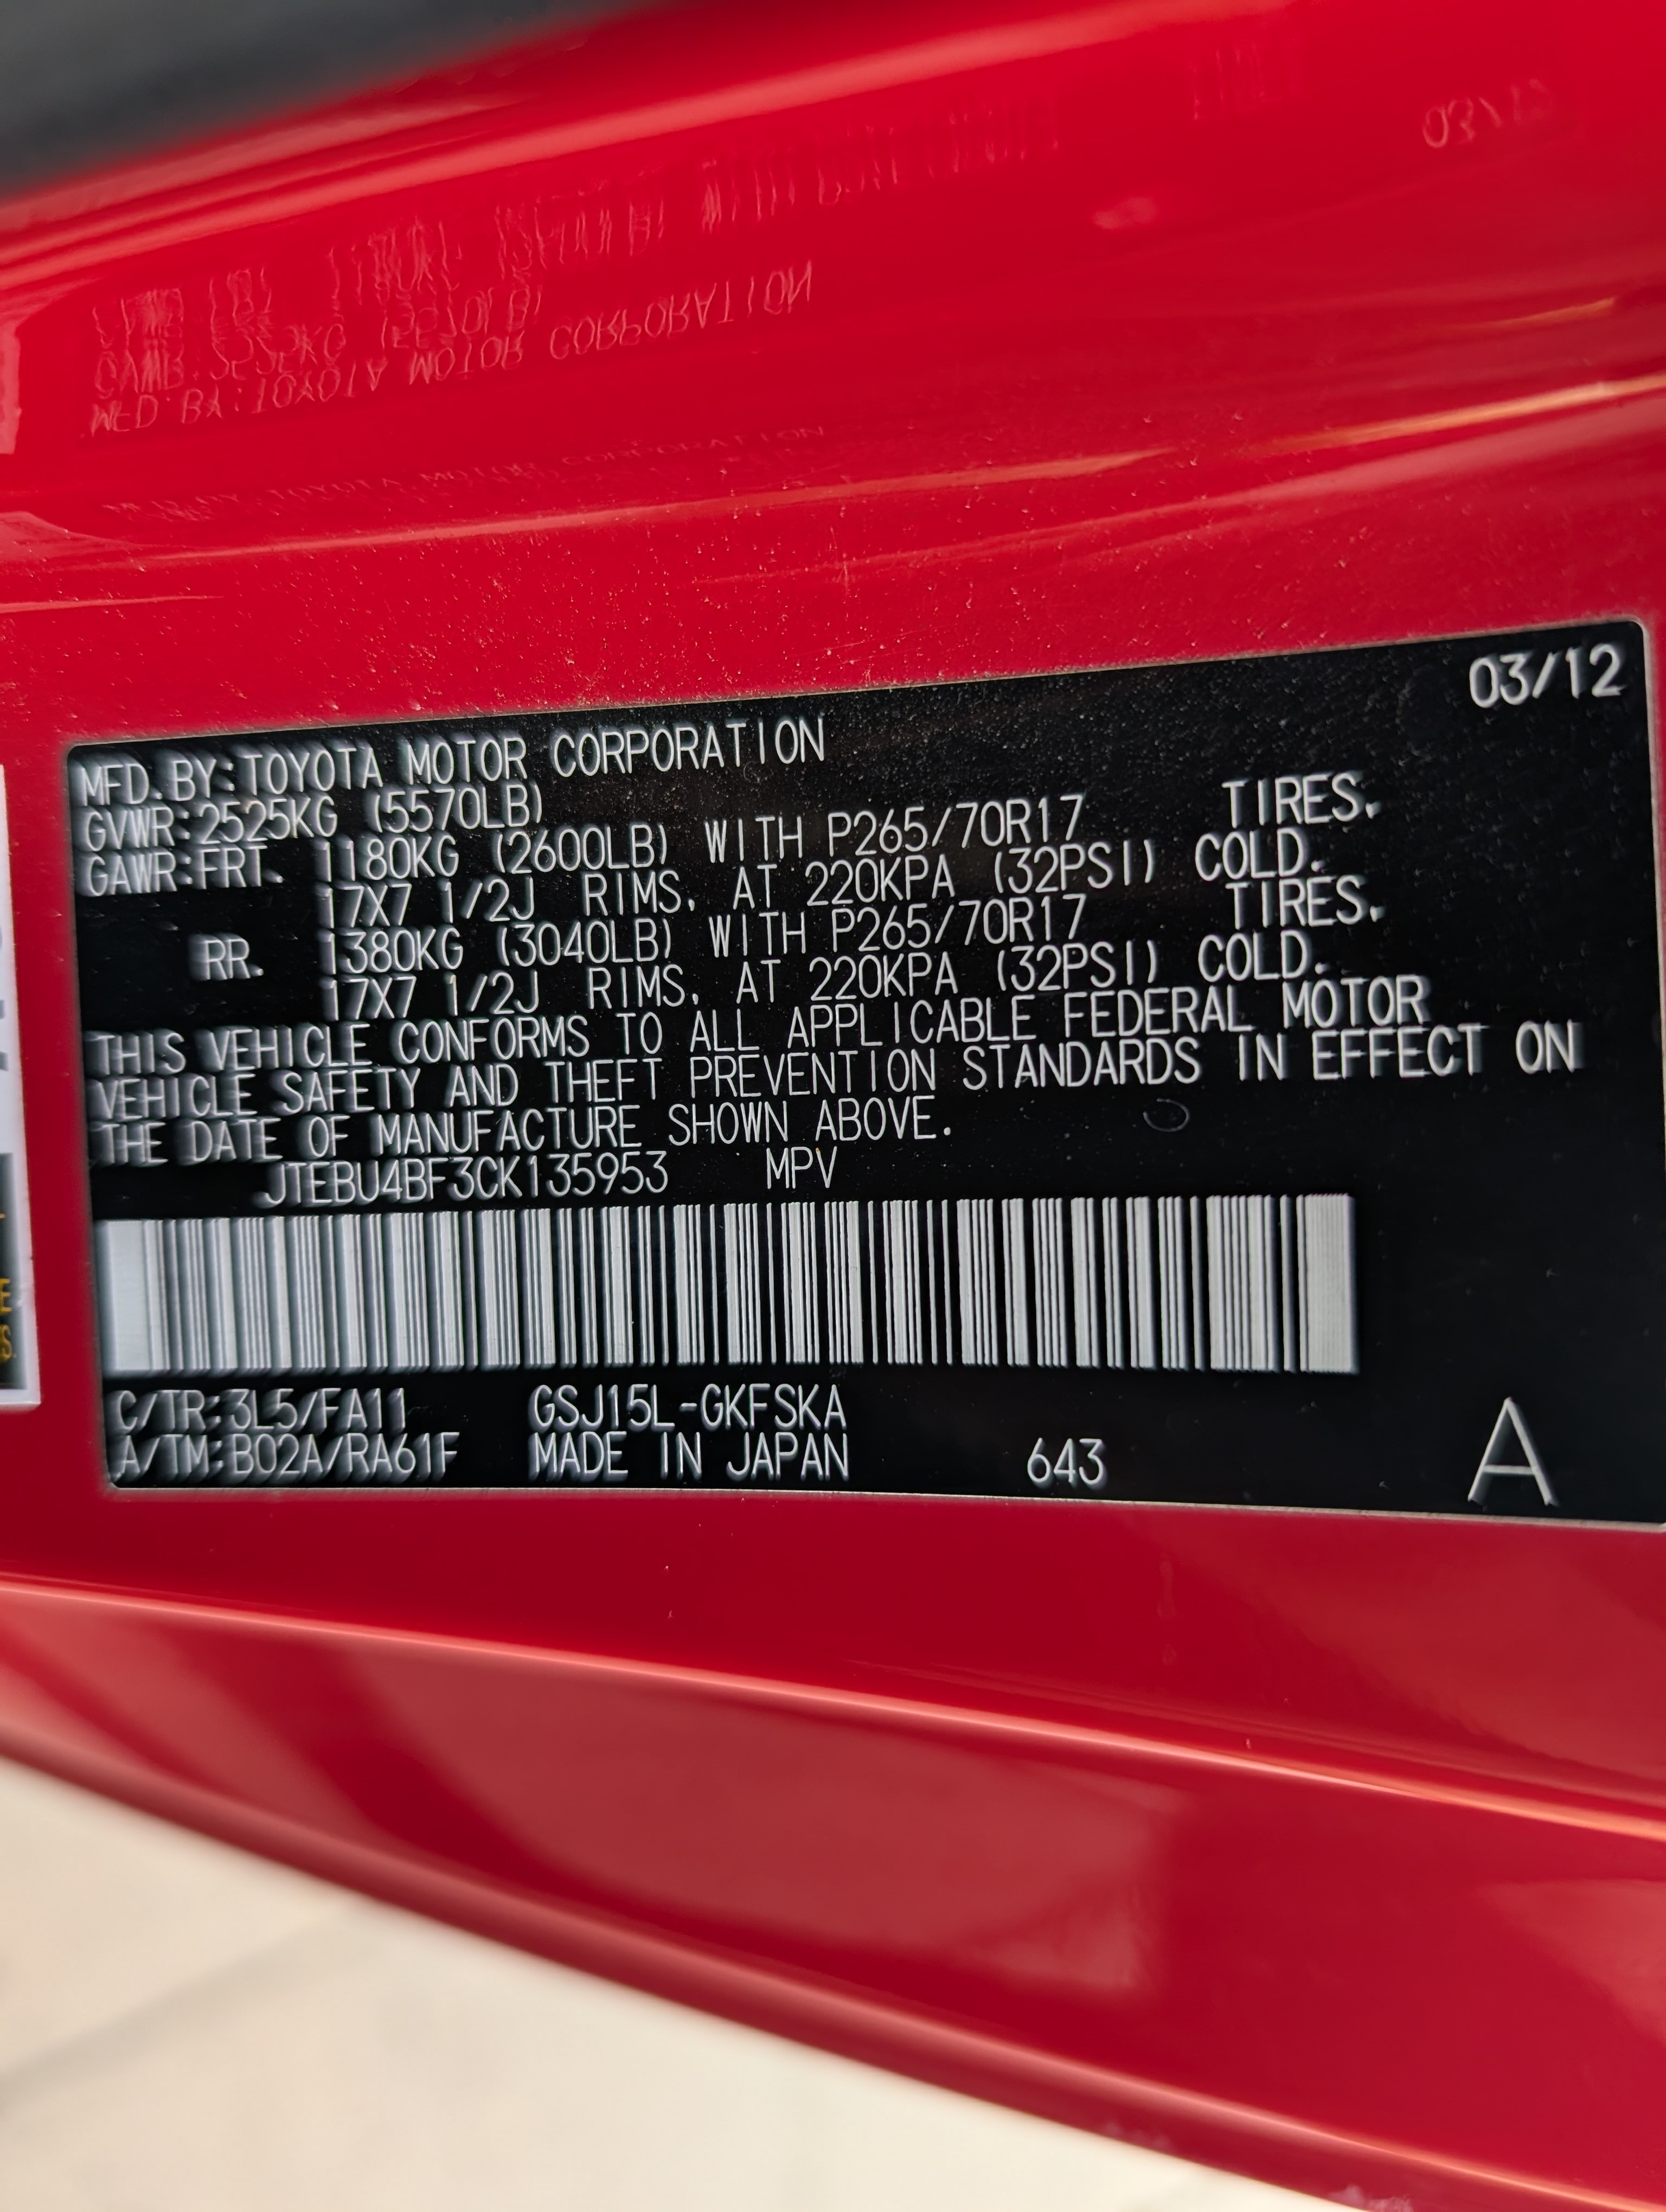 03/12
MFD.BY:TOYOTA MOTOR CORPORATION
GVWR:2525KG (5570LB)
GAWR:FRT. 1180KG (2600LB) WITH P265/70R17 TIRES.
17X7 1/2J RIMS, AT 220KPA (32PSI) COLD.
RR. 1380KG (3040LB) WITH P265/70R17 TIRES.
17X7 1/2J RIMS, AT 220KPA (32PSI) COLD.
THIS VEHICLE CONFORMS TO ALL APPLICABLE FEDERAL MOTOR
VEHICLE SAFETY AND THEFT PREVENTION STANDARDS IN EFFECT ON
THE DATE OF MANUFACTURE SHOWN ABOVE.
JTEBU4BF3CK135953 MPV
C/TR:3L5/FA11 GSJ15L-GKFSKA
A/TM:B02A/RA61F MADE IN JAPAN 643 A